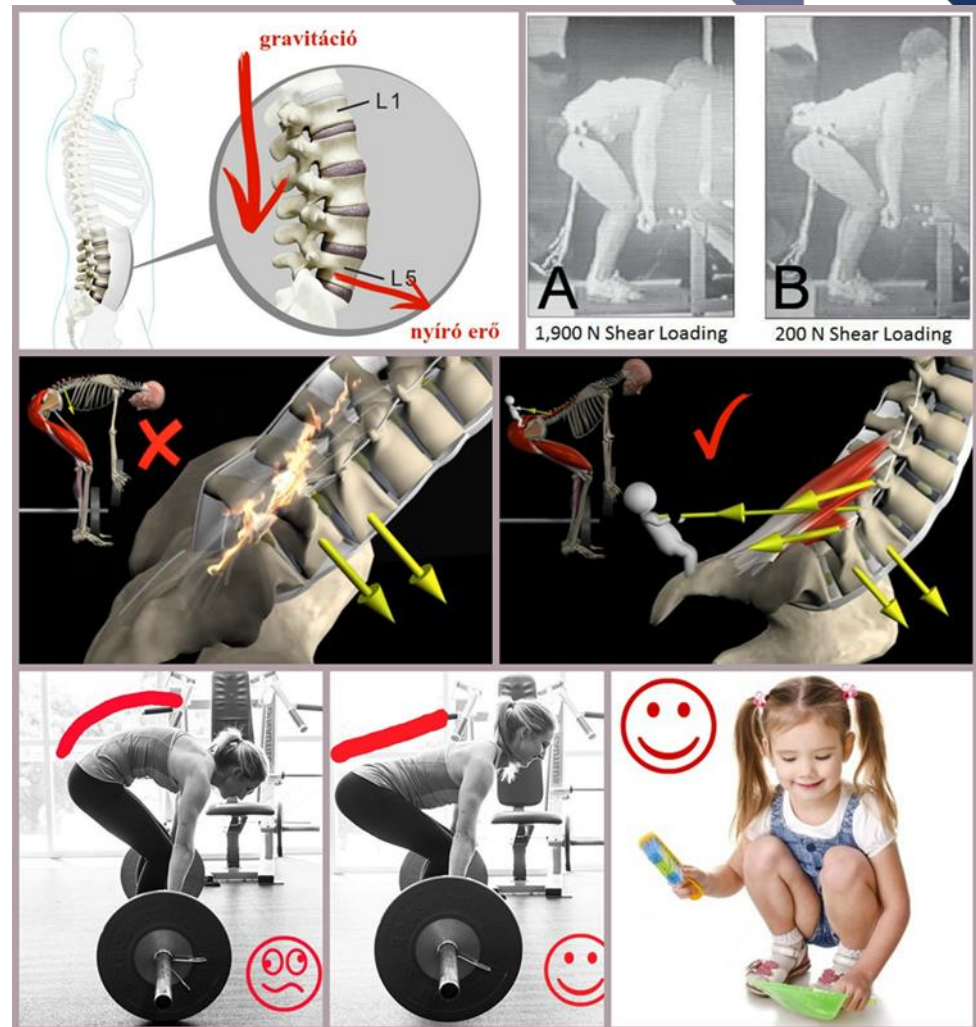 gravitáció
L1
L5
nyíró erő
A
B
1,900 N Shear Loading
200 N Shear Loading